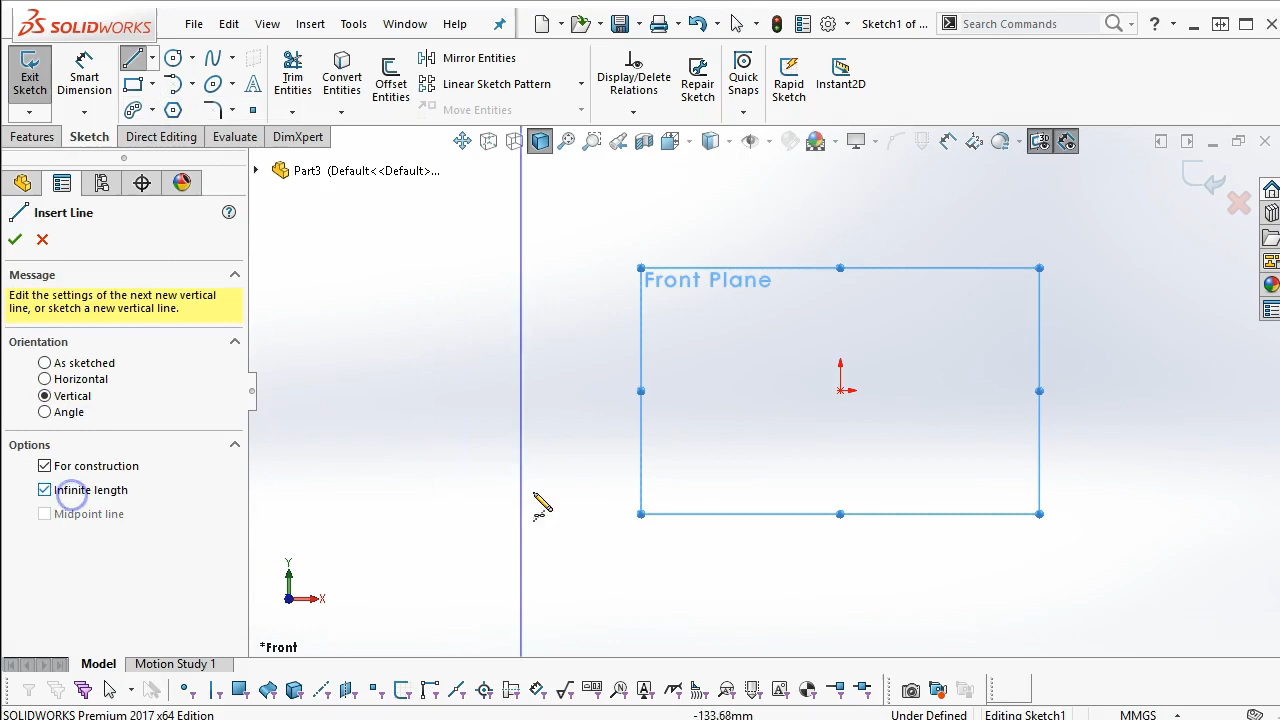 SOLIDWORKS
File Edit View Insert Tools Window Help
Sketch1 of ...
Search Commands
Exit Sketch
Smart Dimension
Trim Entities
Convert Entities
Offset Entities
Mirror Entities
Linear Sketch Pattern
Move Entities
Display/Delete Relations
Repair Sketch
Quick Snaps
Rapid Sketch
Instant2D
Features Sketch Direct Editing Evaluate DimXpert
Part3 (Default<<Default>...
Insert Line
Message
Edit the settings of the next new vertical
line, or sketch a new vertical line.
Orientation
As sketched
Horizontal
Vertical
Angle
Options
For construction
Infinite length
Midpoint line
Front Plane
Y
X
*Front
Model Motion Study 1
SOLIDWORKS Premium 2017 x64 Edition
-133.68mm
Under Defined
Editing Sketch1
MMGS